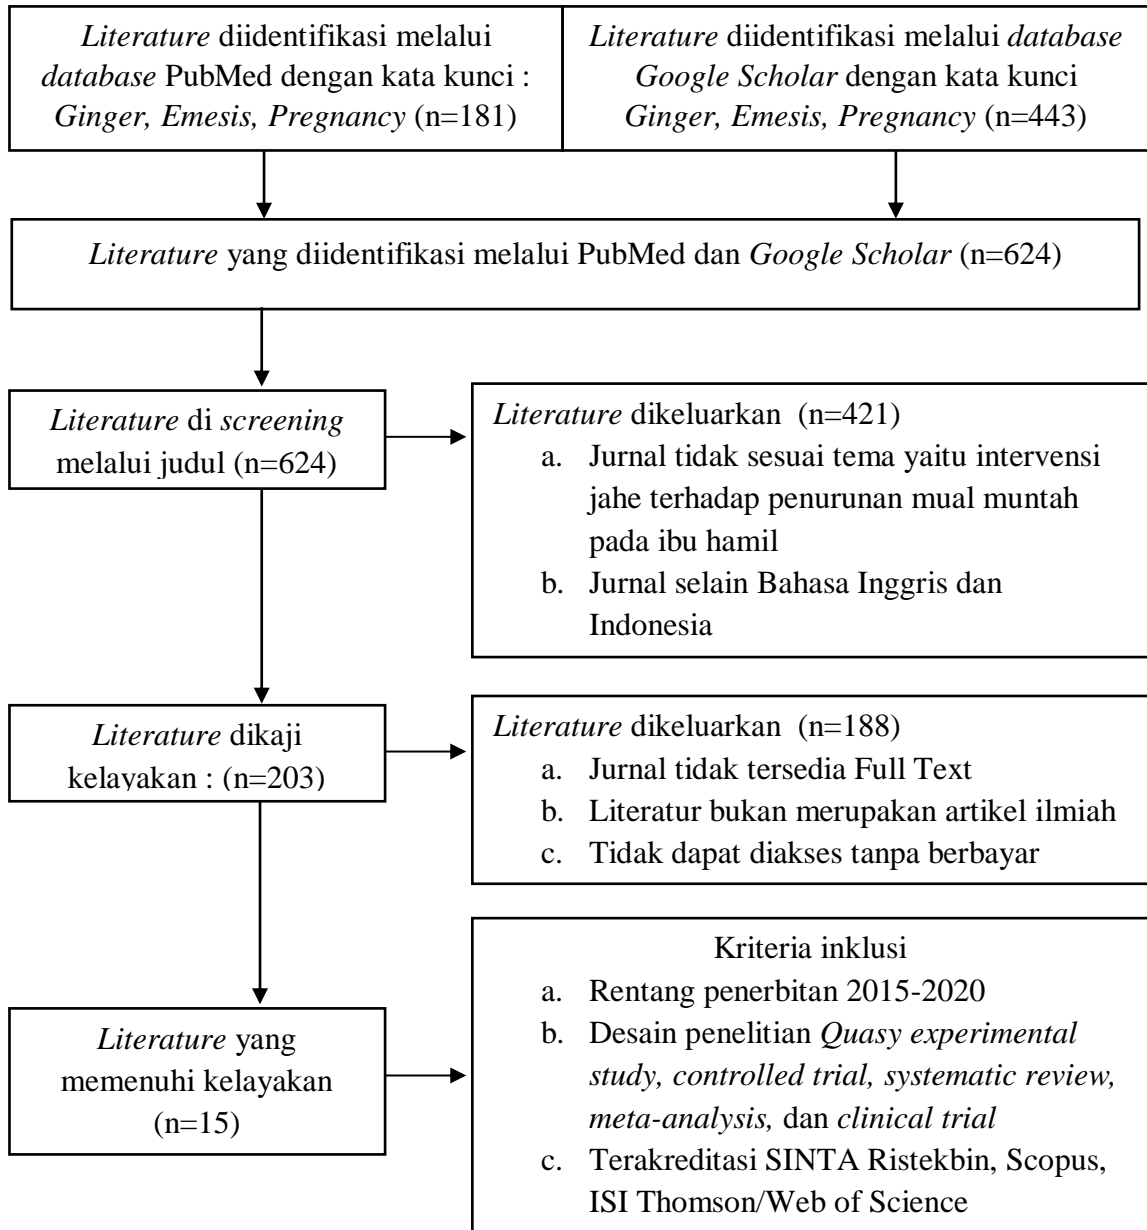 Literature diidentifikasi melalui
database PubMed dengan kata kunci :
Ginger, Emesis, Pregnancy (n=181)
Literature diidentifikasi melalui database
Google Scholar dengan kata kunci
Ginger, Emesis, Pregnancy (n=443)
Literature yang diidentifikasi melalui PubMed dan Google Scholar (n=624)
Literature di screening
melalui judul (n=624)
Literature dikeluarkan (n=421)
a. Jurnal tidak sesuai tema yaitu intervensi
jahe terhadap penurunan mual muntah
pada ibu hamil
b. Jurnal selain Bahasa Inggris dan
Indonesia
Literature dikaji
kelayakan : (n=203)
Literature dikeluarkan (n=188)
a. Jurnal tidak tersedia Full Text
b. Literatur bukan merupakan artikel ilmiah
c. Tidak dapat diakses tanpa berbayar
Literature yang
memenuhi kelayakan
(n=15)
Kriteria inklusi
a. Rentang penerbitan 2015-2020
b. Desain penelitian Quasy experimental
study, controlled trial, systematic review,
meta-analysis, dan clinical trial
c. Terakreditasi SINTA Ristekbin, Scopus,
ISI Thomson/Web of Science